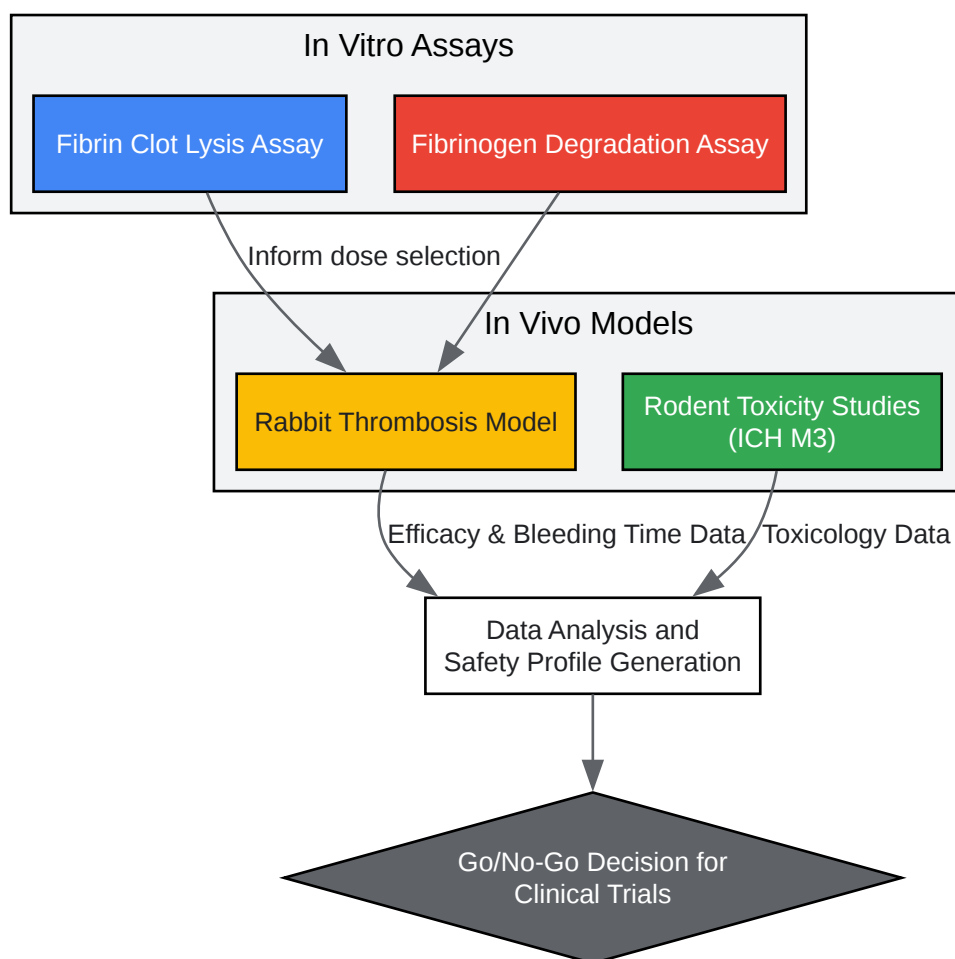 In Vitro Assays
Fibrin Clot Lysis Assay
Fibrinogen Degradation Assay
Inform dose selection
In Vivo Models
Rabbit Thrombosis Model
Rodent Toxicity Studies
(ICH M3)
Efficacy & Bleeding Time Data
Toxicology Data
Data Analysis and
Safety Profile Generation
Go/No-Go Decision for
Clinical Trials